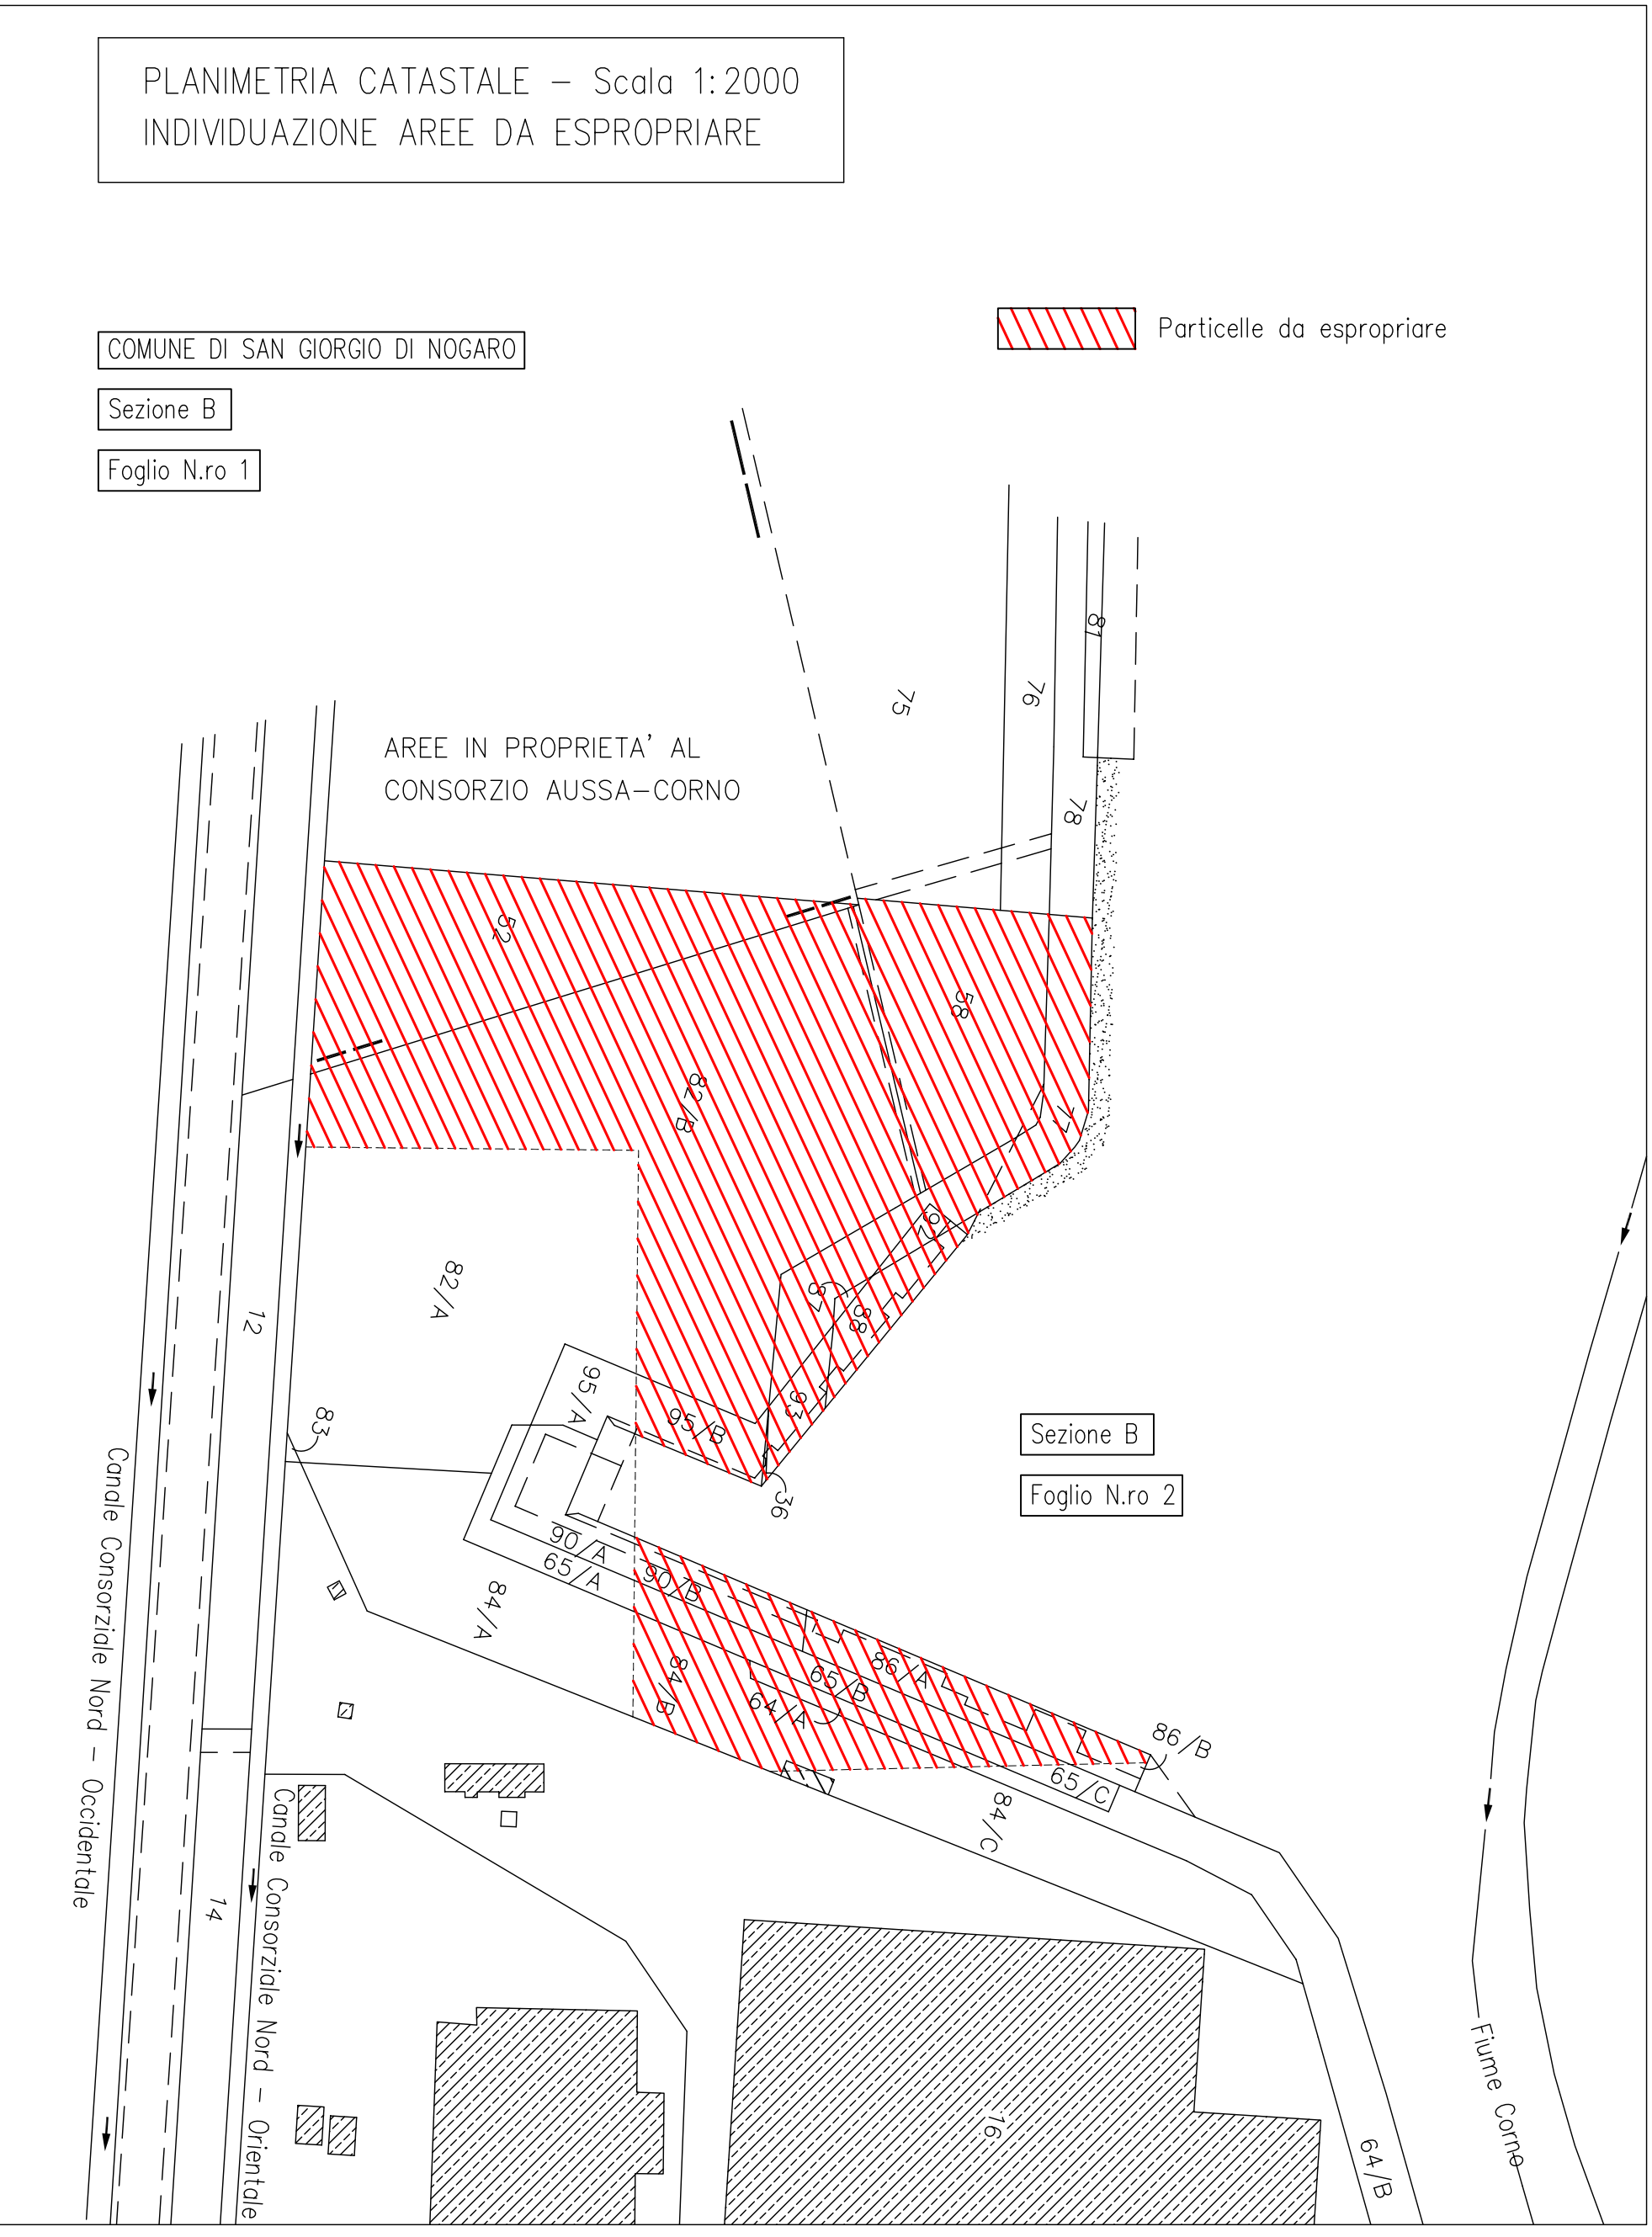 PLANIMETRIA CATASTALE – Scala 1:2000
INDIVIDUAZIONE AREE DA ESPROPRIARE
Particelle da espropriare
COMUNE DI SAN GIORGIO DI NOGARO
Sezione B
Foglio N.ro 1
81
75
76
AREE IN PROPRIETA' AL
CONSORZIO AUSSA-CORNO
78
52
58
82/B
77
92
82/A
87
88
12
95/A
95/B
93
83
Sezione B
Foglio N.ro 2
36
90/A
65/A
90/B
84/A
84/B
86/A
65/B
64/A
86/B
65/C
84/C
Canale Consorziale Nord - Occidentale
Canale Consorziale Nord - Orientale
14
16
64/B
Fiume Corno